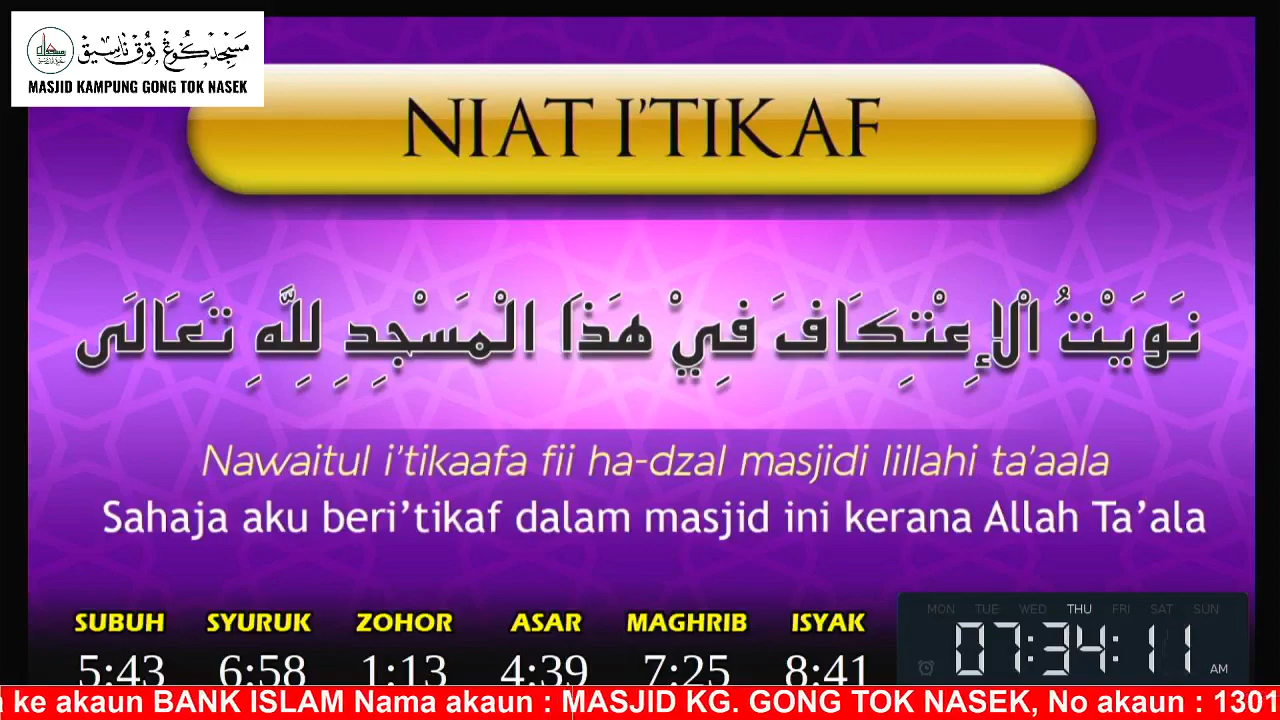 مسجد كوڠ توق ناسيق
MASJID KAMPUNG GONG TOK NASEK
NIAT I'TIKAF
نَوَيْتُ الْاِعْتِكَافَ فِيْ هَذَا الْمَسْجِدِ لِلَّهِ تَعَالَى
Nawaitul i'tikaafa fii ha-dzal masjidi lillahi ta'aala
Sahaja aku beri'tikaf dalam masjid ini kerana Allah Ta'ala
SUBUH SYURUK ZOHOR ASAR MAGHRIB ISYAK
5:43 6:58 1:13 4:39 7:25 8:41
MON TUE WED THU FRI SAT SUN
07:34:11 AM
ke akaun BANK ISLAM Nama akaun : MASJID KG. GONG TOK NASEK, No akaun : 1301